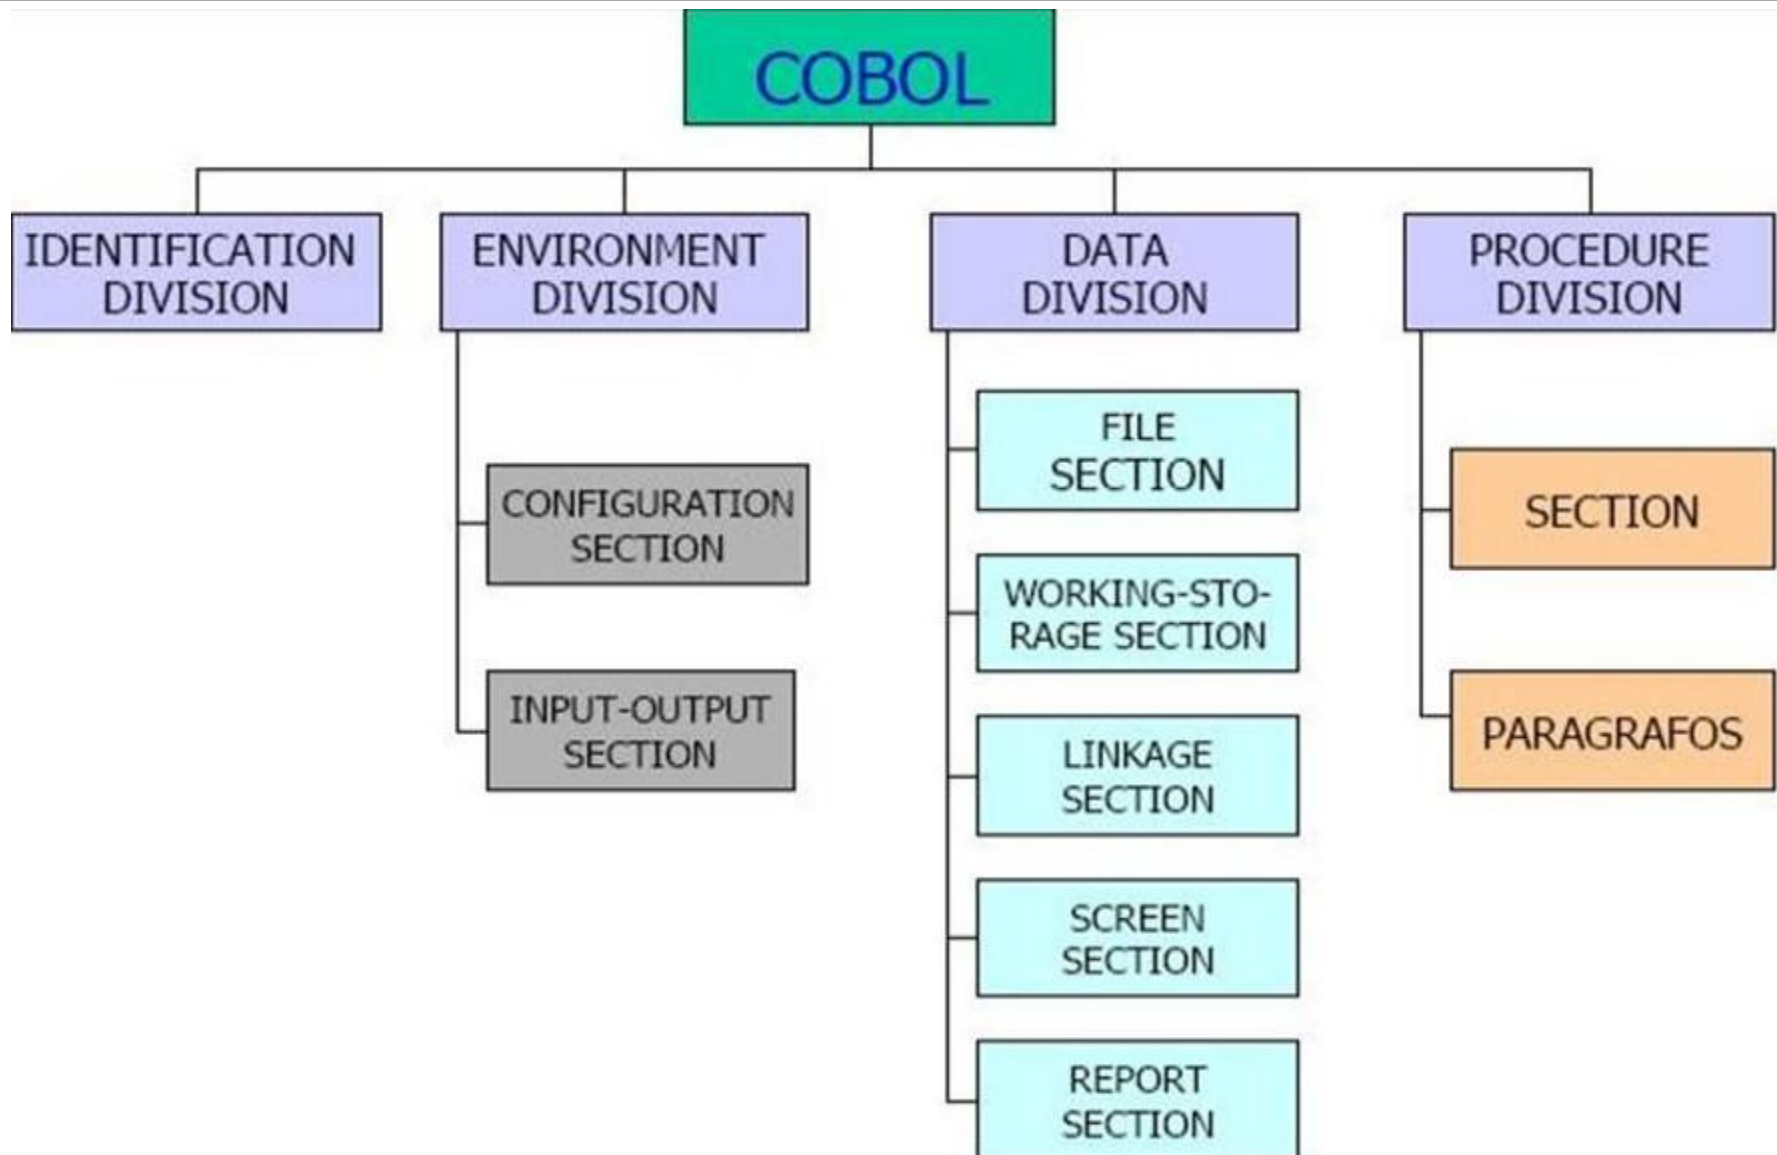 COBOL
IDENTIFICATION
DIVISION
ENVIRONMENT
DIVISION
DATA
DIVISION
PROCEDURE
DIVISION
CONFIGURATION
SECTION
INPUT-OUTPUT
SECTION
FILE
SECTION
WORKING-STO-
RAGE SECTION
LINKAGE
SECTION
SCREEN
SECTION
REPORT
SECTION
SECTION
PARAGRAFOS